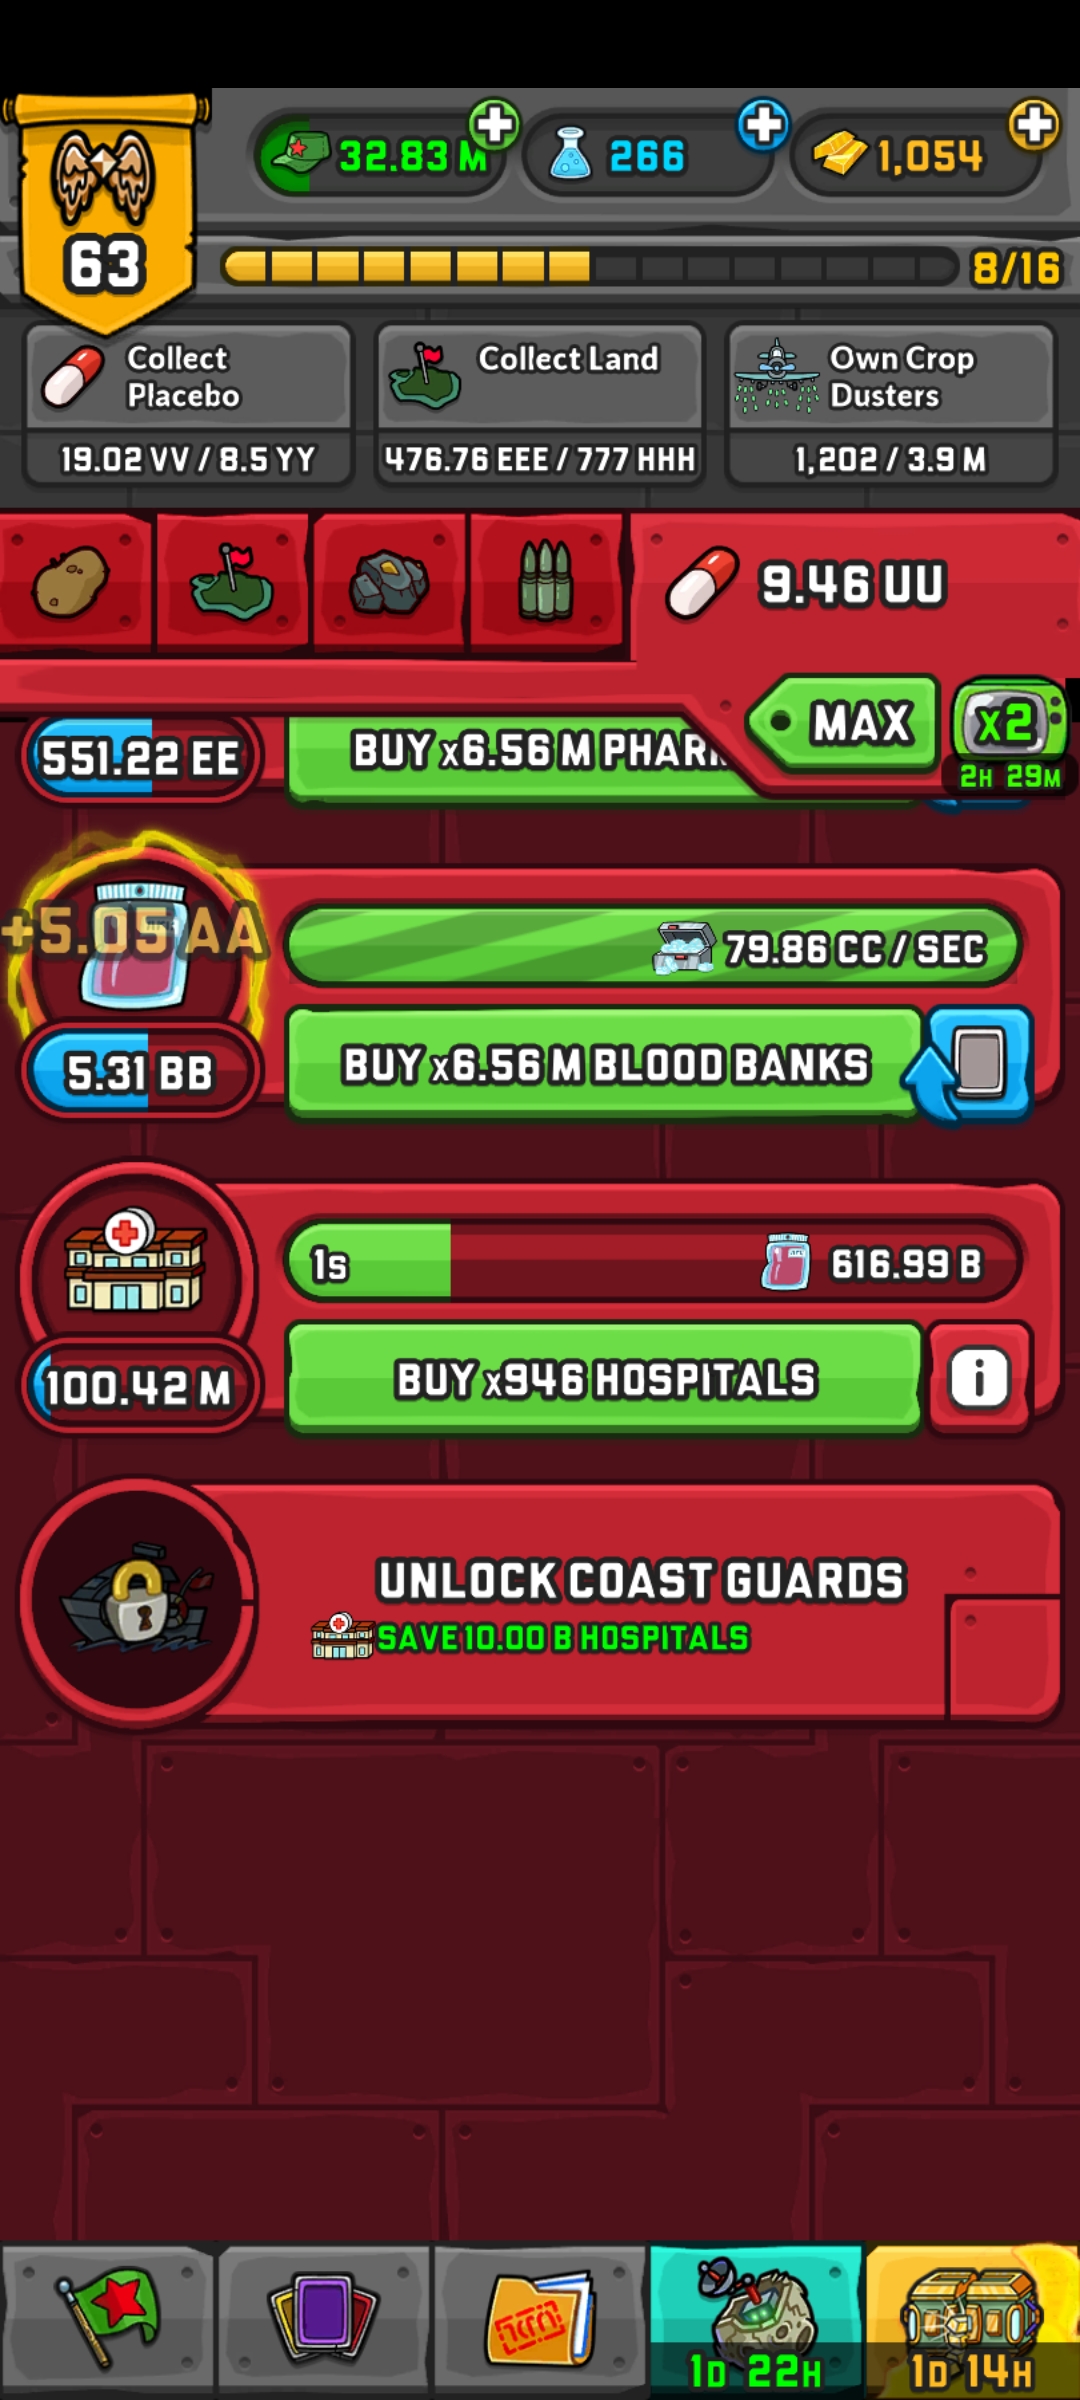 32.83 M
266
1,054
63
8/16
Collect
Placebo
19.02 VV / 8.5 YY
Collect Land
476.76 EEE / 777 HHH
Own Crop
Dusters
1,202 / 3.9 M
9.46 UU
MAX
x2
2H 29M
551.22 EE
BUY x6.56 M
+5.05 AA
79.86 CC / SEC
5.31 BB
BUY x6.56 M BLOOD BANKS
1s
616.99 B
100.42 M
BUY x946 HOSPITALS
i
UNLOCK COAST GUARDS
SAVE 10.00 B HOSPITALS
1D 22H
1D 14H